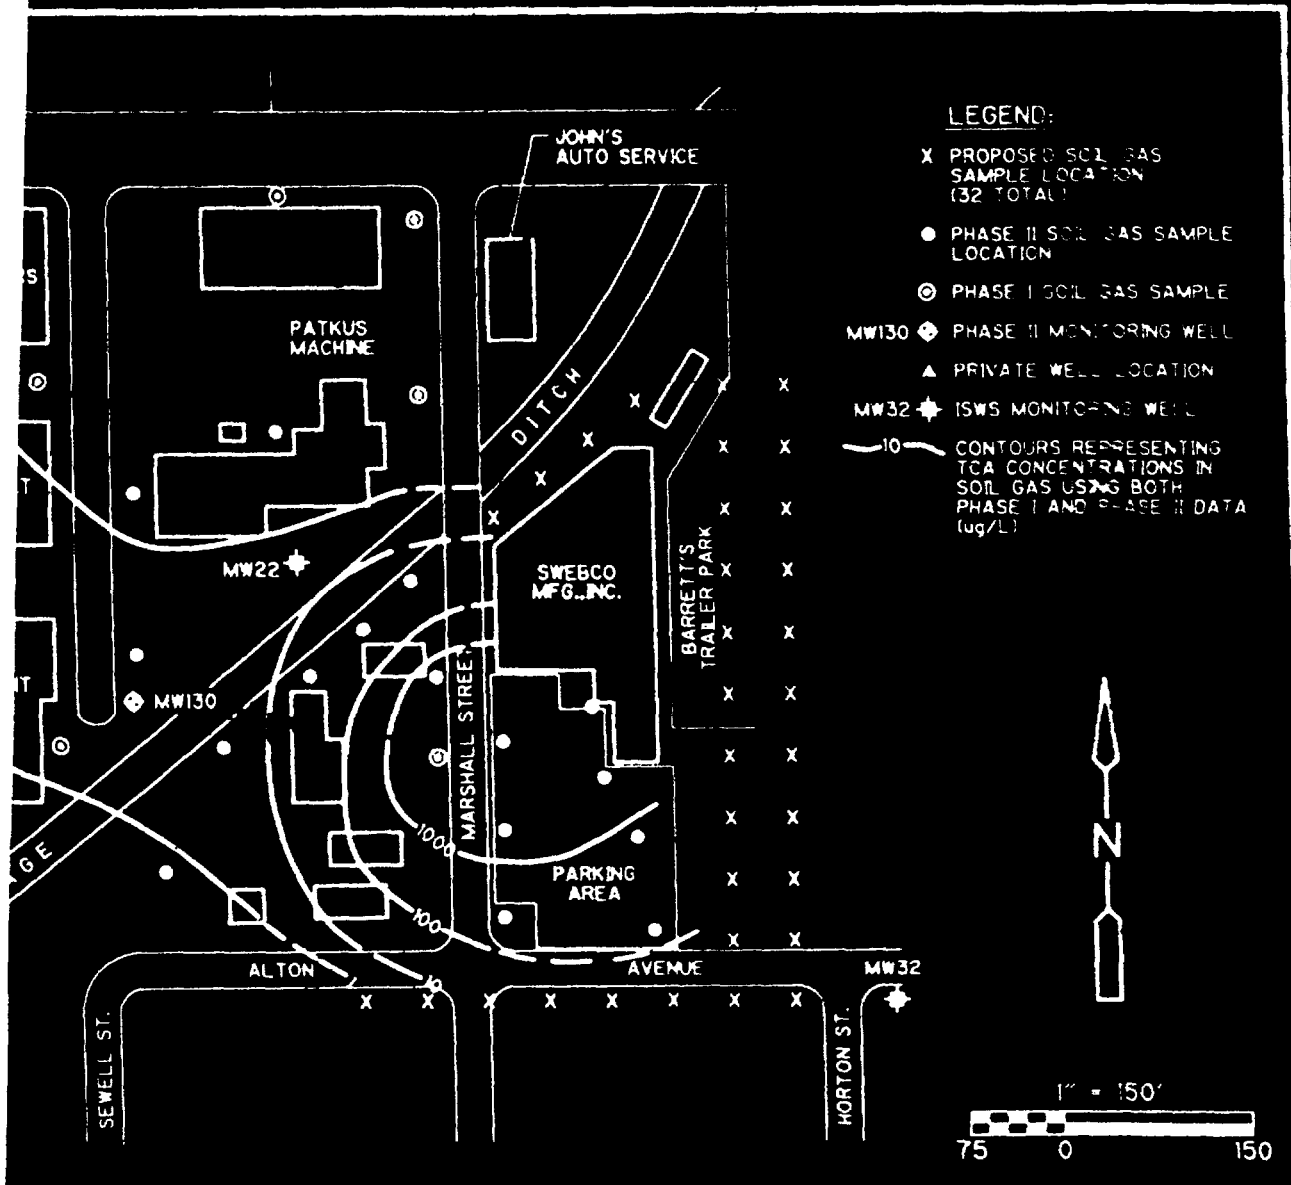 JOHN'S
AUTO SERVICE
LEGEND:
X PROPOSED SOIL GAS
SAMPLE LOCATION
(32 TOTAL)
PHASE II SOIL GAS SAMPLE
LOCATION
PHASE I SOIL GAS SAMPLE
MW130 PHASE II MONITORING WELL
PRIVATE WELL LOCATION
MW32 ISWS MONITORING WELL
10 CONTOURS REPRESENTING
TCA CONCENTRATIONS IN
SOIL GAS USING BOTH
PHASE I AND PHASE II DATA
(ug/L)
RS
PATKUS
MACHINE
DITCH
T
MW22
SWEBCO
MFG., INC.
BARRETT'S
TRAILER PARK
NT
MW130
MARSHALL STREET
1000
AGE
PARKING
AREA
100
ALTON
AVENUE
MW32
10
1
N
SEWELL ST.
HORTON ST.
1" = 150'
75 0 150